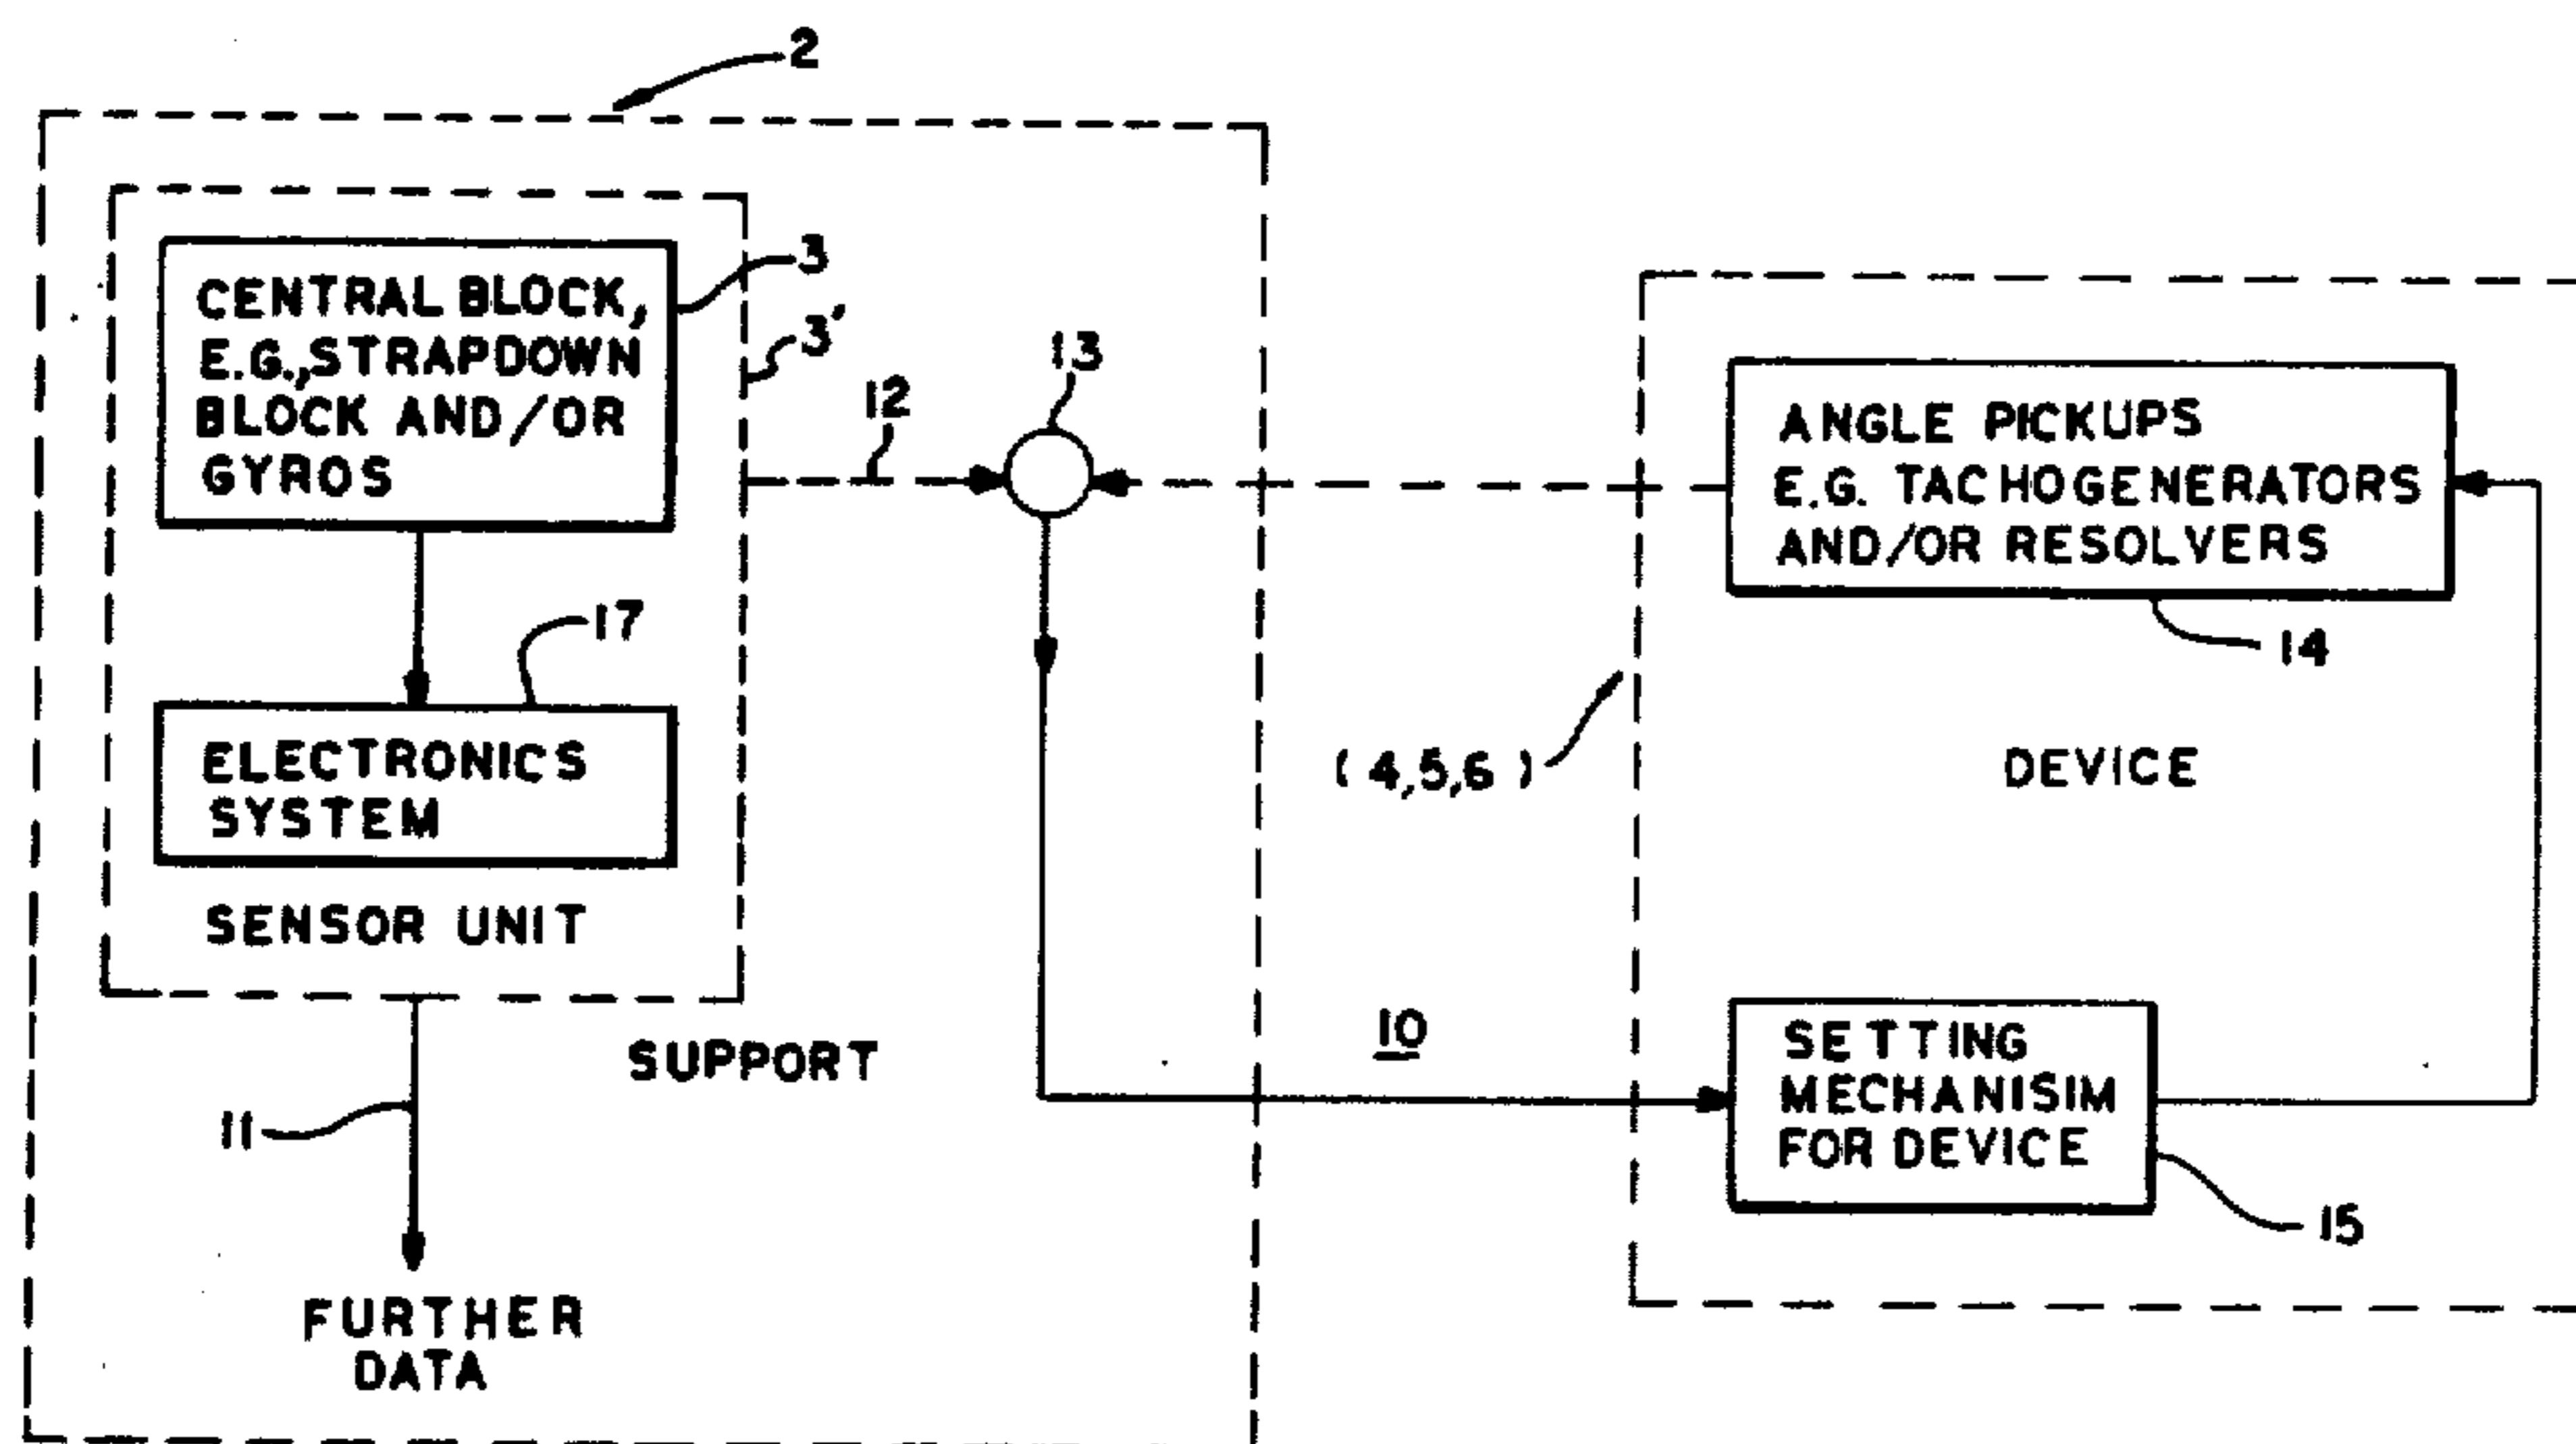 2
CENTRAL BLOCK,
E.G.,STRAPDOWN
BLOCK AND/OR
GYROS
3
3'
12
13
17
ELECTRONICS
SYSTEM
SENSOR UNIT
SUPPORT
11
FURTHER
DATA
ANGLE PICKUPS
E.G. TACHOGENERATORS
AND/OR RESOLVERS
14
(4,5,6)
DEVICE
10
SETTING
MECHANISIM
FOR DEVICE
15